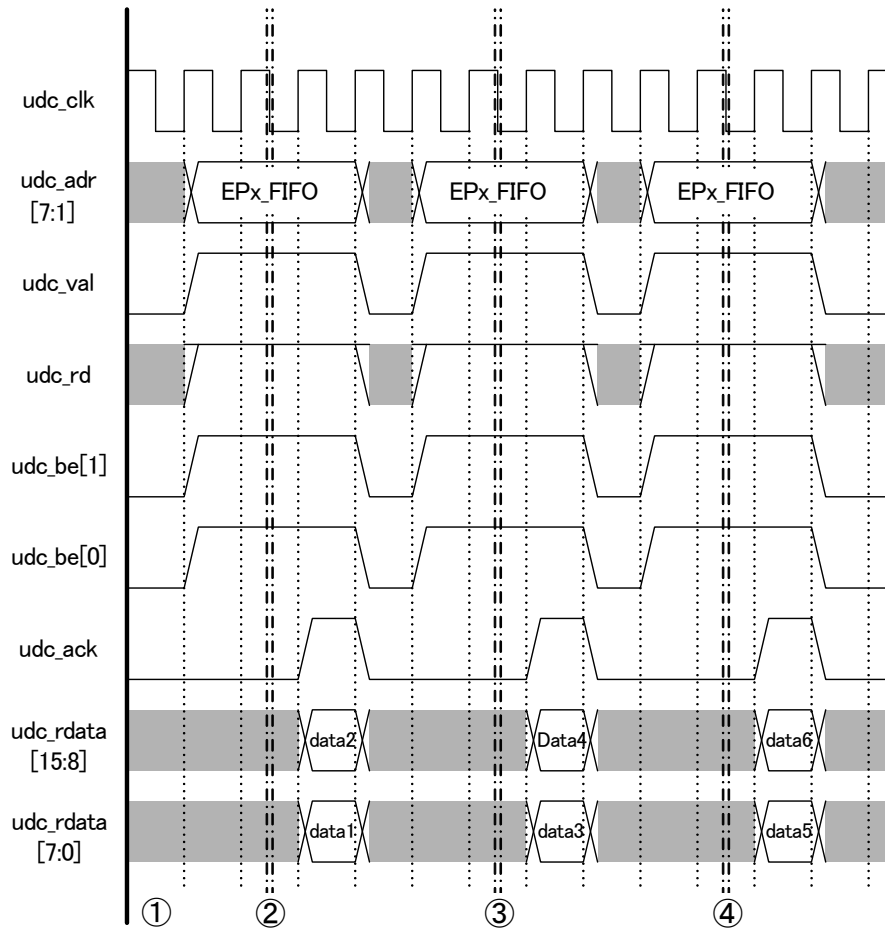 udc_clk
udc_adr
[7:1]
EPx_FIFO EPx_FIFO EPx_FIFO
udc_val
udc_rd
udc_be[1]
udc_be[0]
udc_ack
udc_rdata
[15:8]
data2 Data4 data6
udc_rdata
[7:0]
data1 data3 data5
① ② ③ ④